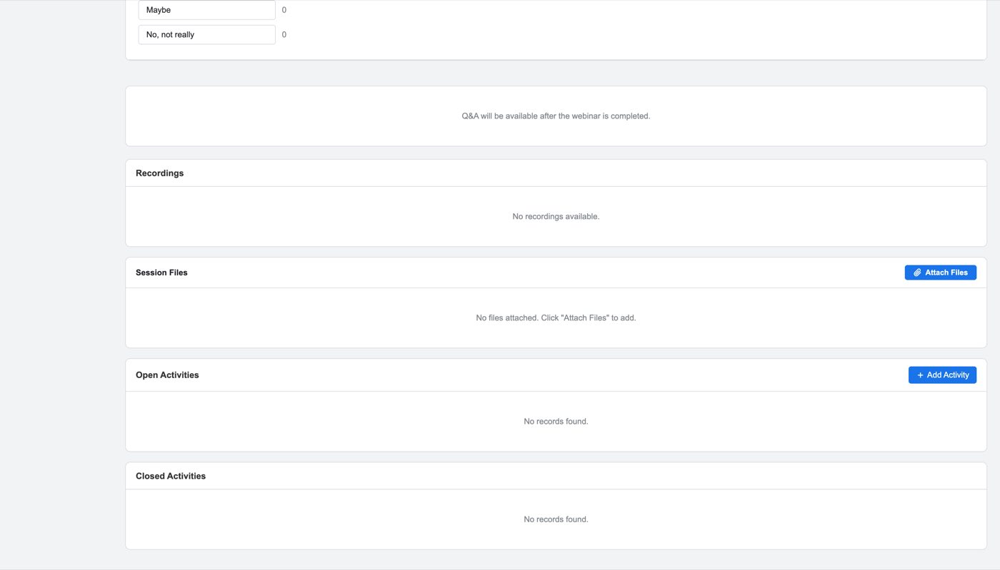 Maybe 0
No, not really 0
Q&A will be available after the webinar is completed.
Recordings
No recordings available.
Session Files
Attach Files
No files attached. Click "Attach Files" to add.
Open Activities
+ Add Activity
No records found.
Closed Activities
No records found.